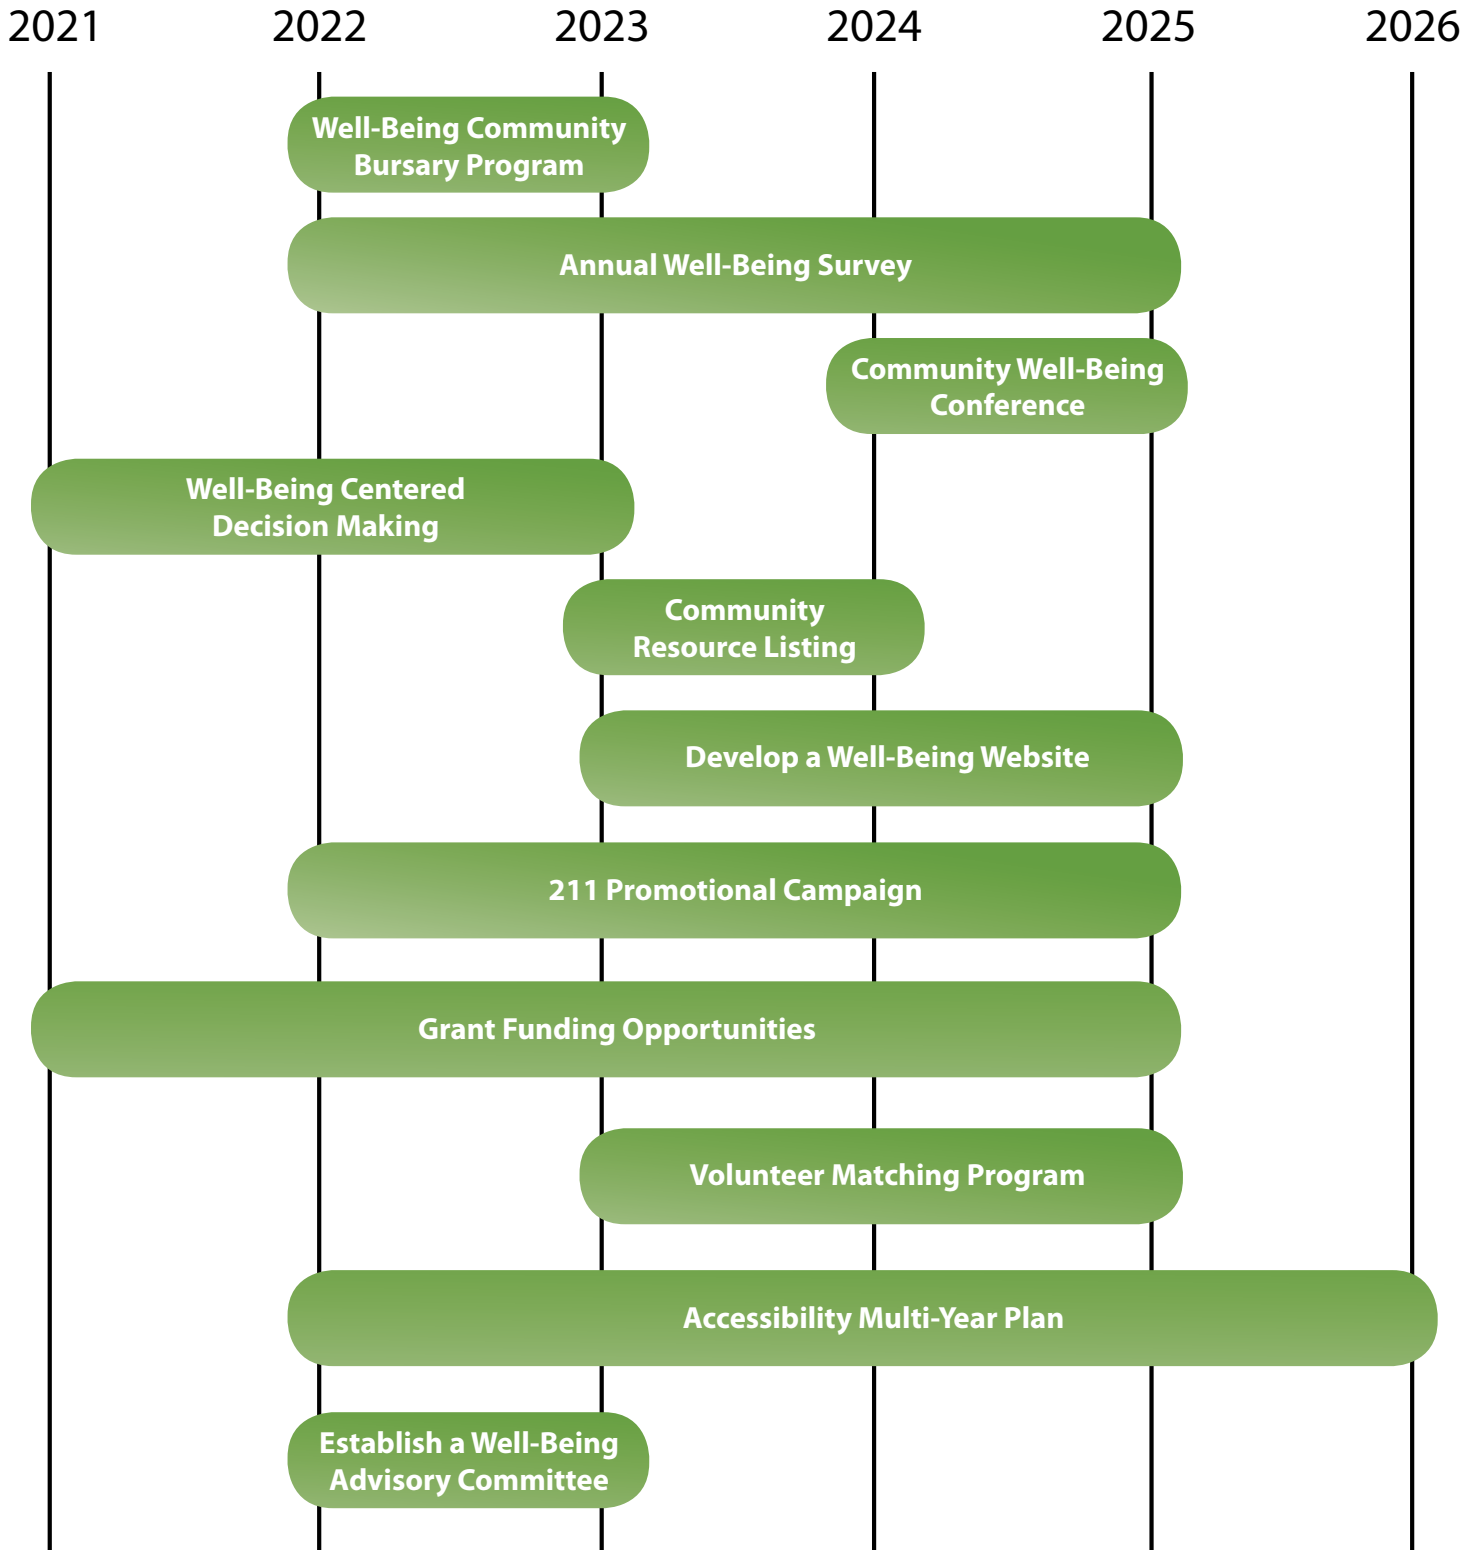 2021 2022 2023 2024 2025 2026
Well-Being Community
Bursary Program
Annual Well-Being Survey
Community Well-Being
Conference
Well-Being Centered
Decision Making
Community
Resource Listing
Develop a Well-Being Website
211 Promotional Campaign
Grant Funding Opportunities
Volunteer Matching Program
Accessibility Multi-Year Plan
Establish a Well-Being
Advisory Committee